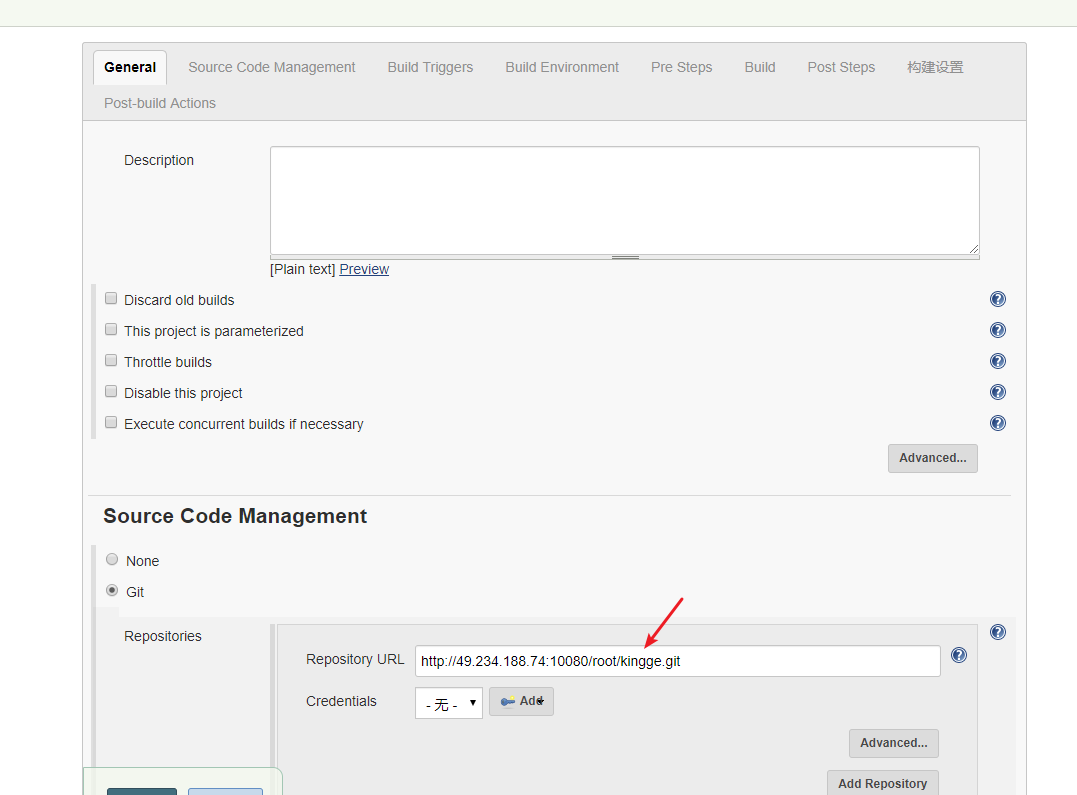 General Source Code Management Build Triggers Build Environment Pre Steps Build Post Steps 构建设置
Post-build Actions
Description
[Plain text] Preview
Discard old builds
This project is parameterized
Throttle builds
Disable this project
Execute concurrent builds if necessary
Advanced...
Source Code Management
None
Git
Repositories
Repository URL http://49.234.188.74:10080/root/kingge.git
Credentials - 无 - Add
Advanced...
Add Repository